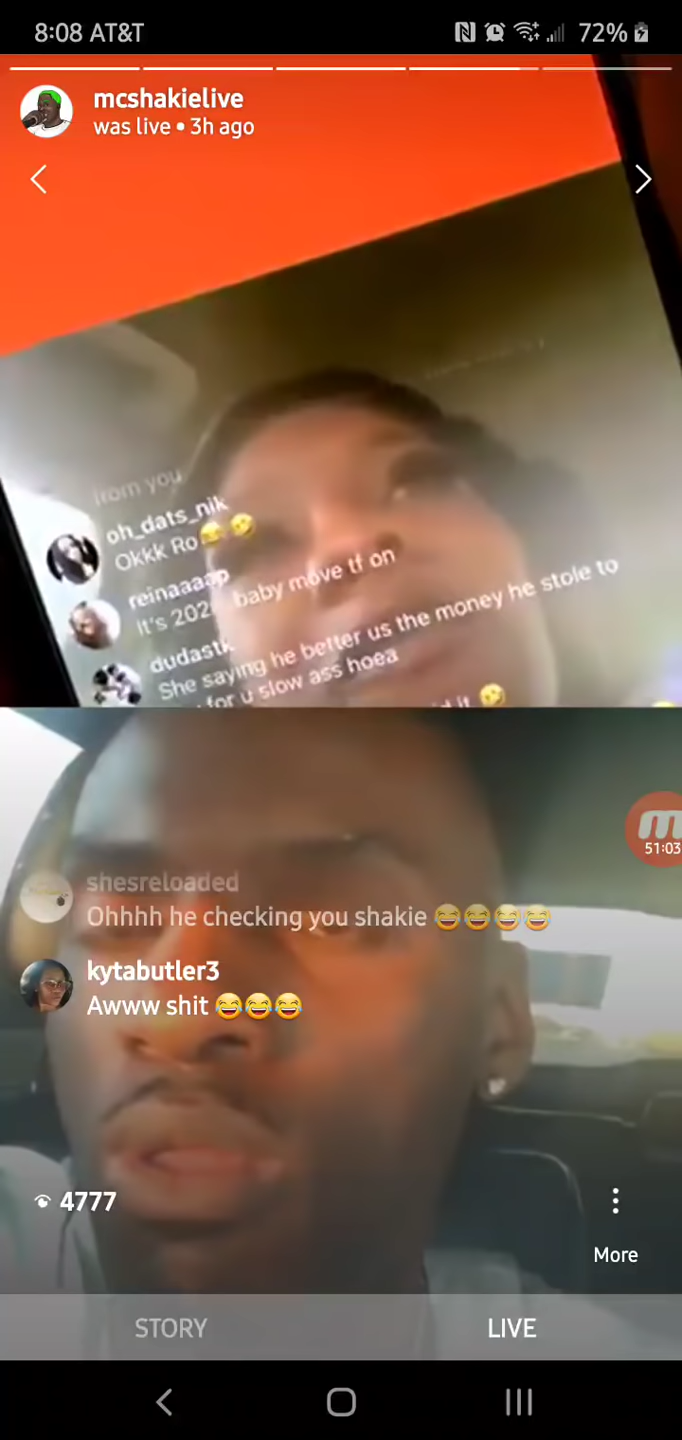 8:08 AT&T
72%
mcshakielive
was live • 3h ago
from you
oh_dats_nik
Okkk Ro😂🤣
reinaaaap
It's 202 baby move tf on
dudastk
She saying he better us the money he stole to
for u slow ass hoea
it 🤣
51:03
shesreloaded
Ohhhh he checking you shakie 😂😂😂😂
kytabutler3
Awww shit 😂😂😂
4777
More
STORY
LIVE